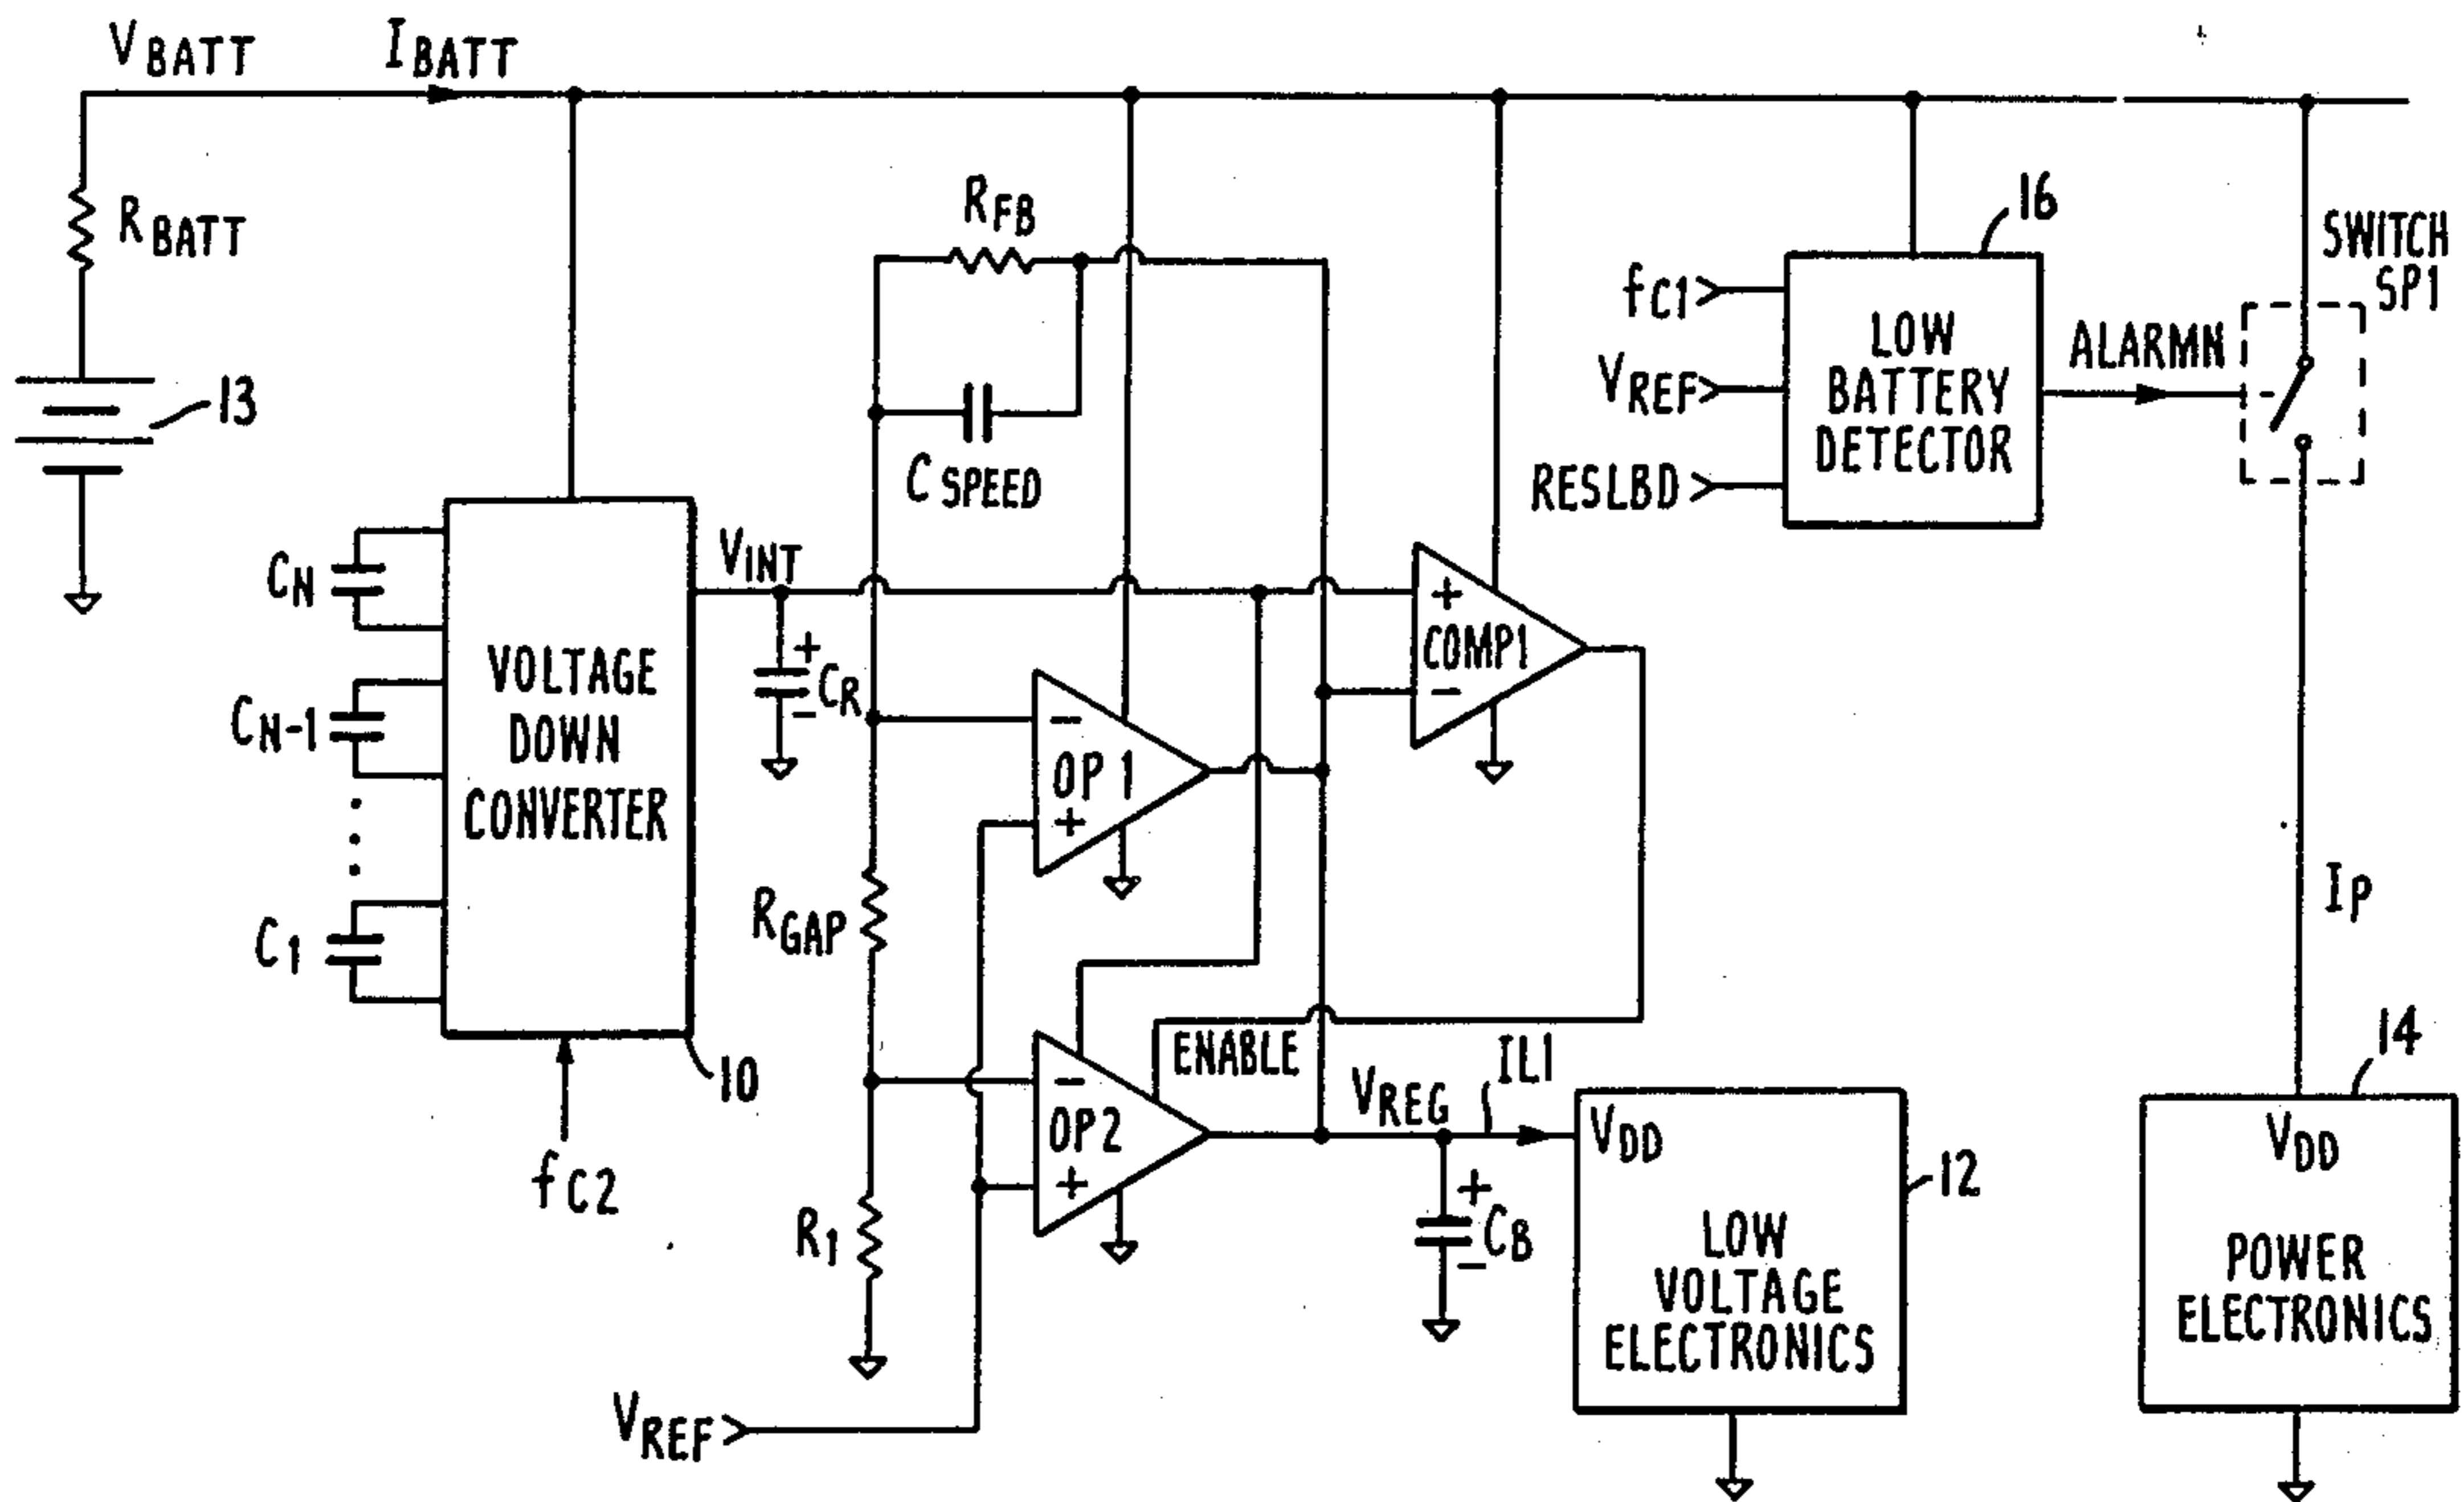 VBATT
IBATT
RBATT
13
RFB
CSPEED
16
SWITCH
SP1
fC1
VREF
RESLBD
LOW
BATTERY
DETECTOR
ALARMN
CN
CN-1
C1
VOLTAGE
DOWN
CONVERTER
10
fC2
VINT
+
CR
-
+
COMP1
-
-
OP1
+
RGAP
R1
ENABLE
-
OP2
+
VREG
IL1
+
CB
-
VREF
VDD
LOW
VOLTAGE
ELECTRONICS
12
IP
14
VDD
POWER
ELECTRONICS